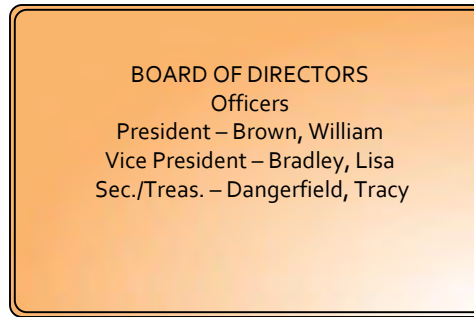 BOARD OF DIRECTORS
Officers
President – Brown, William
Vice President – Bradley, Lisa
Sec./Treas. – Dangerfield, Tracy